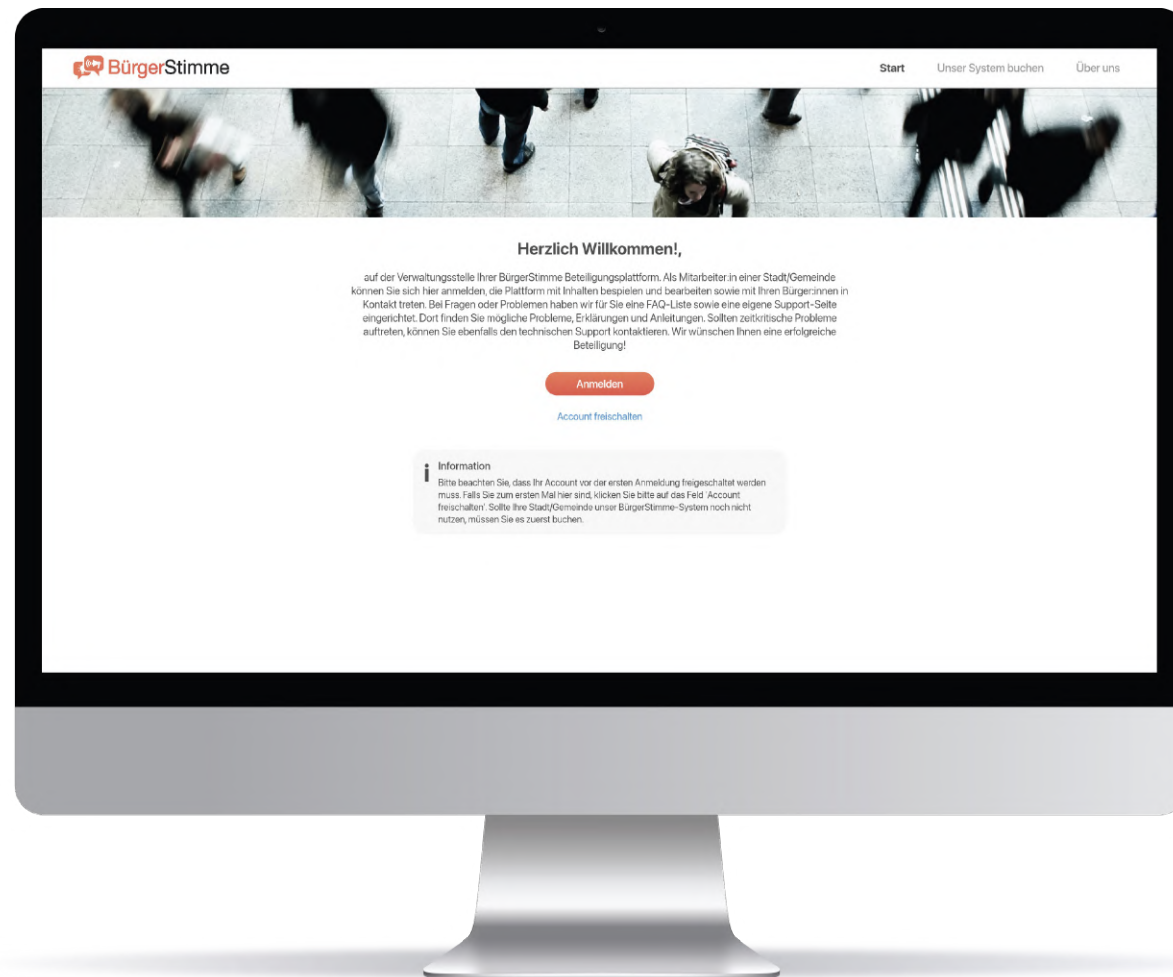 BürgerStimme
Start Unser System buchen Über uns
Herzlich Willkommen!,
auf der Verwaltungsstelle Ihrer BürgerStimme Beteiligungsplattform. Als Mitarbeiter:in einer Stadt/Gemeinde
können Sie sich hier anmelden, die Plattform mit Inhalten bespielen und bearbeiten sowie mit Ihren Bürger:innen in
Kontakt treten. Bei Fragen oder Problemen haben wir für Sie eine FAQ-Liste sowie eine eigene Support-Seite
eingerichtet. Dort finden Sie mögliche Probleme, Erklärungen und Anleitungen. Sollten zeitkritische Probleme
auftreten, können Sie ebenfalls den technischen Support kontaktieren. Wir wünschen Ihnen eine erfolgreiche
Beteiligung!
Anmelden
Account freischalten
Information
Bitte beachten Sie, dass Ihr Account vor der ersten Anmeldung freigeschaltet werden
muss. Falls Sie zum ersten Mal hier sind, klicken Sie bitte auf das Feld 'Account
freischalten'. Sollte Ihre Stadt/Gemeinde unser BürgerStimme-System noch nicht
nutzen, müssen Sie es zuerst buchen.